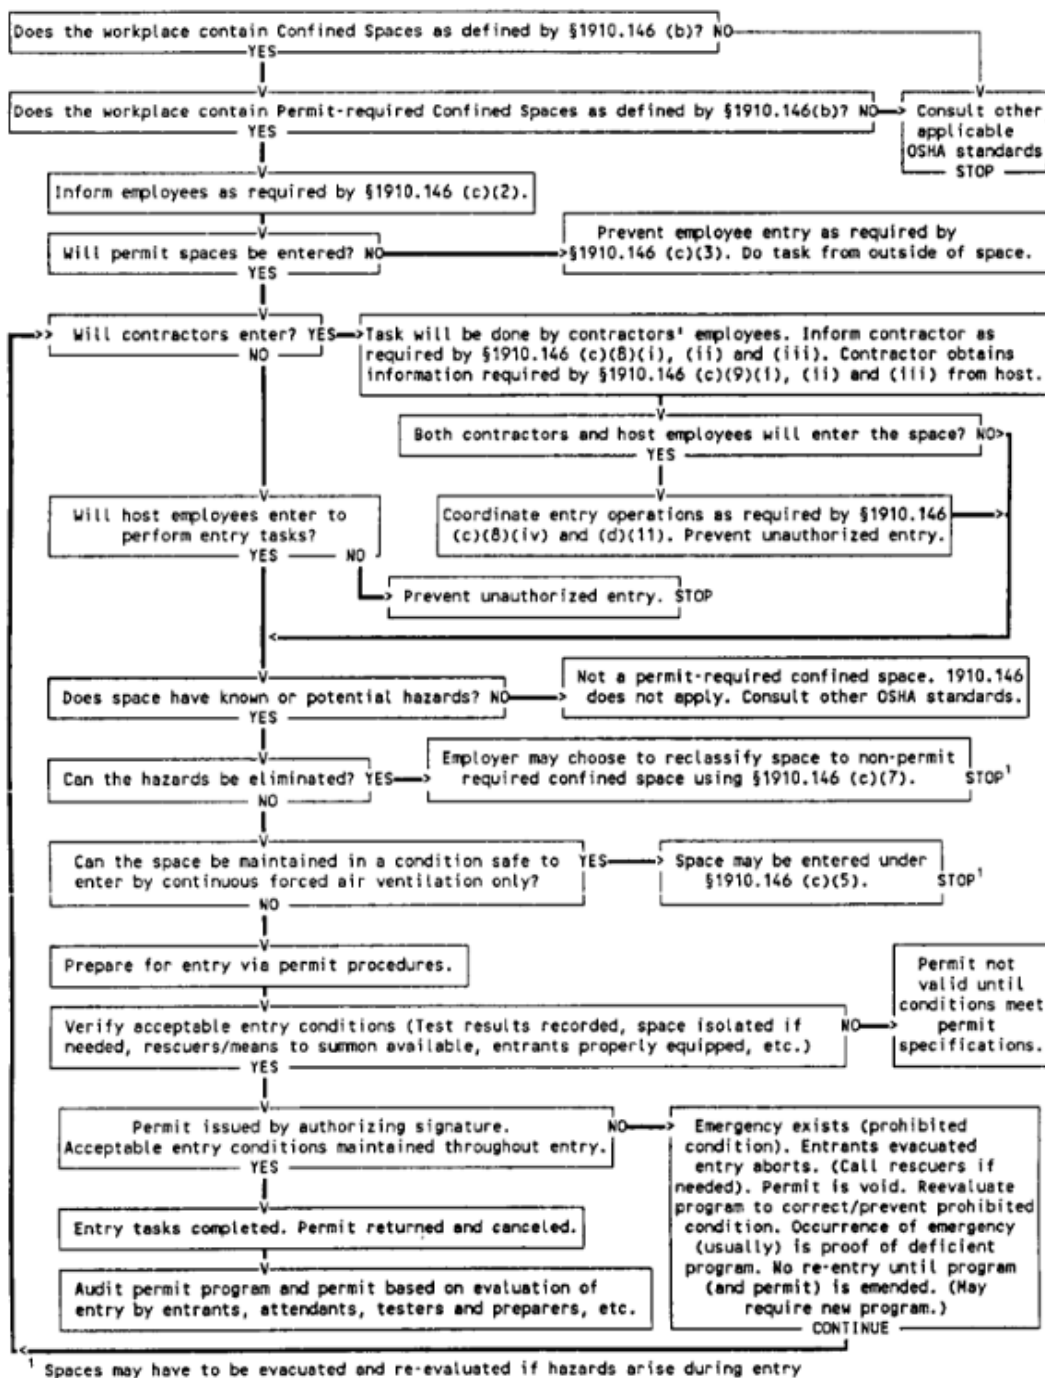 Does the workplace contain Confined Spaces as defined by §1910.146 (b)? NO
YES
Does the workplace contain Permit-required Confined Spaces as defined by §1910.146(b)? NO
YES
Consult other
applicable
OSHA standards
STOP
Inform employees as required by §1910.146 (c)(2).
Will permit spaces be entered? NO
YES
Prevent employee entry as required by
§1910.146 (c)(3). Do task from outside of space.
Will contractors enter? YES
NO
Task will be done by contractors' employees. Inform contractor as
required by §1910.146 (c)(8)(i), (ii) and (iii). Contractor obtains
information required by §1910.146 (c)(9)(i), (ii) and (iii) from host.
Both contractors and host employees will enter the space? NO
YES
Coordinate entry operations as required by §1910.146
(c)(8)(iv) and (d)(11). Prevent unauthorized entry.
Will host employees enter to
perform entry tasks?
YES NO
Prevent unauthorized entry. STOP
Does space have known or potential hazards? NO
YES
Not a permit-required confined space. 1910.146
does not apply. Consult other OSHA standards.
Can the hazards be eliminated? YES
NO
Employer may choose to reclassify space to non-permit
required confined space using §1910.146 (c)(7). STOP¹
Can the space be maintained in a condition safe to YES
enter by continuous forced air ventilation only?
NO
Space may be entered under
§1910.146 (c)(5). STOP¹
Prepare for entry via permit procedures.
Verify acceptable entry conditions (Test results recorded, space isolated if NO
needed, rescuers/means to summon available, entrants properly equipped, etc.)
YES
Permit not
valid until
conditions meet
permit
specifications.
Permit issued by authorizing signature. NO
Acceptable entry conditions maintained throughout entry.
YES
Emergency exists (prohibited
condition). Entrants evacuated
entry aborts. (Call rescuers if
needed). Permit is void. Reevaluate
program to correct/prevent prohibited
condition. Occurrence of emergency
(usually) is proof of deficient
program. No re-entry until program
(and permit) is emended. (May
require new program.)
CONTINUE
Entry tasks completed. Permit returned and canceled.
Audit permit program and permit based on evaluation of
entry by entrants, attendants, testers and preparers, etc.
¹ Spaces may have to be evacuated and re-evaluated if hazards arise during entry